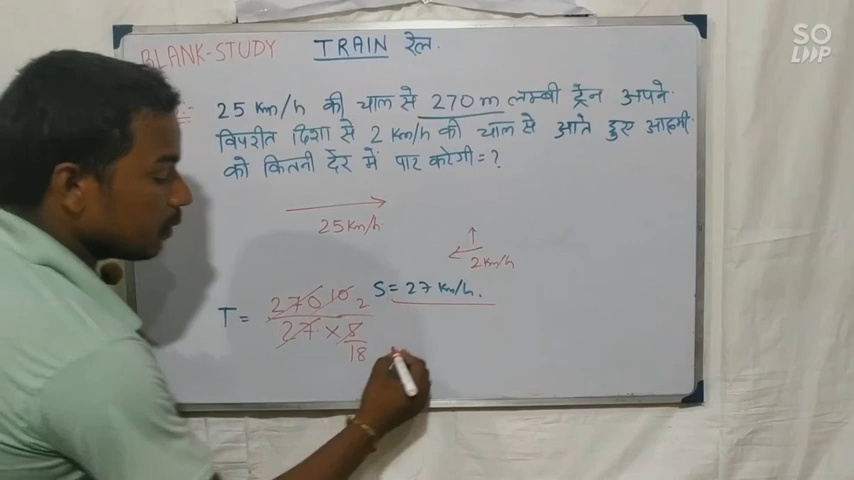 SO
LOOP
BLANK-STUDY TRAIN रेल.
25 Km/h की चाल से 270 m लम्बी ट्रेन अपने
विपरीत दिशा से 2 Km/h की चाल से आते हुए आदमी
को कितनी देर में पार करेगी = ?
25 Km/h
2 Km/h
S = 27 Km/h.
T = 270 10 2
27 × 5
18